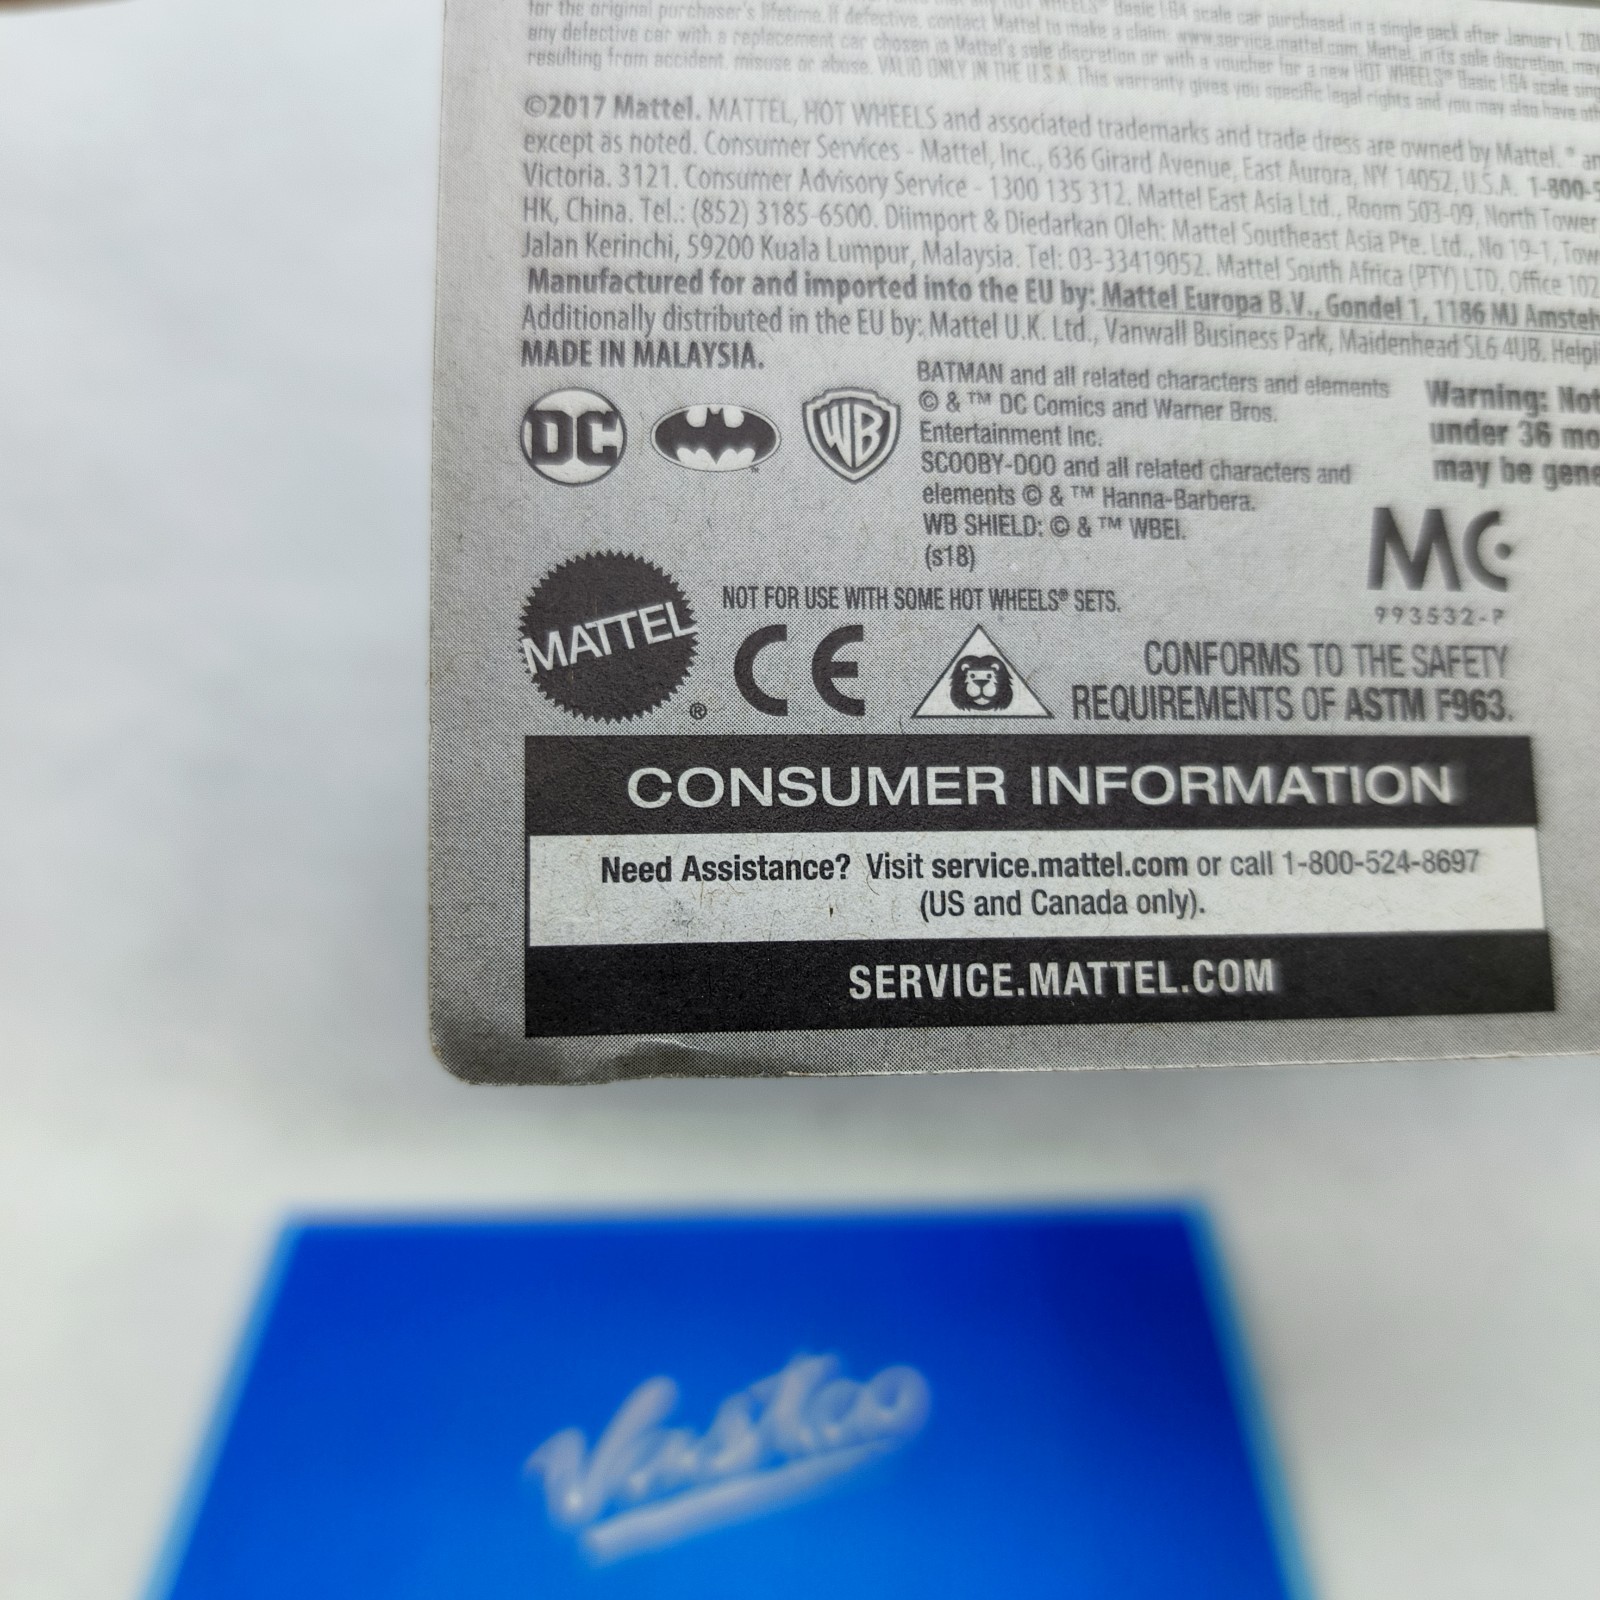 for the original purchaser's lifetime. If defective, contact Mattel to make a claim: www.service.mattel.com. Mattel, in its sole discretion, may
any defective car with a replacement car chosen in Mattel's sole discretion or with a voucher for a new HOT WHEELS® Basic 1:64 scale
resulting from accident, misuse or abuse. VALID ONLY IN THE U.S.A. This warranty gives you specific legal rights and you may also have
©2017 Mattel. MATTEL, HOT WHEELS and associated trademarks and trade dress are owned by Mattel.
except as noted. Consumer Services - Mattel, Inc., 636 Girard Avenue, East Aurora, NY 14052, U.S.A. 1-800-5
Victoria. 3121. Consumer Advisory Service - 1300 135 312. Mattel East Asia Ltd., Room 503-09, North Tower
HK, China. Tel.: (852) 3185-6500. Diimport & Diedarkan Oleh: Mattel Southeast Asia Pte. Ltd., No 19-1, Tow
Jalan Kerinchi, 59200 Kuala Lumpur, Malaysia. Tel: 03-33419052. Mattel South Africa (PTY) LTD, Office 102
Manufactured for and imported into the EU by: Mattel Europa B.V., Gondel 1, 1186 MJ Amstelv
Additionally distributed in the EU by: Mattel U.K. Ltd., Vanwall Business Park, Maidenhead SL6 4UB. Helpli
MADE IN MALAYSIA.
DC
WB
BATMAN and all related characters and elements
© & ™ DC Comics and Warner Bros.
Entertainment Inc.
SCOOBY-DOO and all related characters and
elements © & ™ Hanna-Barbera.
WB SHIELD: © & ™ WBEI.
(s18)
Warning: Not
under 36 mo
may be gene
MC
993532-P
MATTEL ®
NOT FOR USE WITH SOME HOT WHEELS® SETS.
CE
CONFORMS TO THE SAFETY
REQUIREMENTS OF ASTM F963.
CONSUMER INFORMATION
Need Assistance? Visit service.mattel.com or call 1-800-524-8697
(US and Canada only).
SERVICE.MATTEL.COM